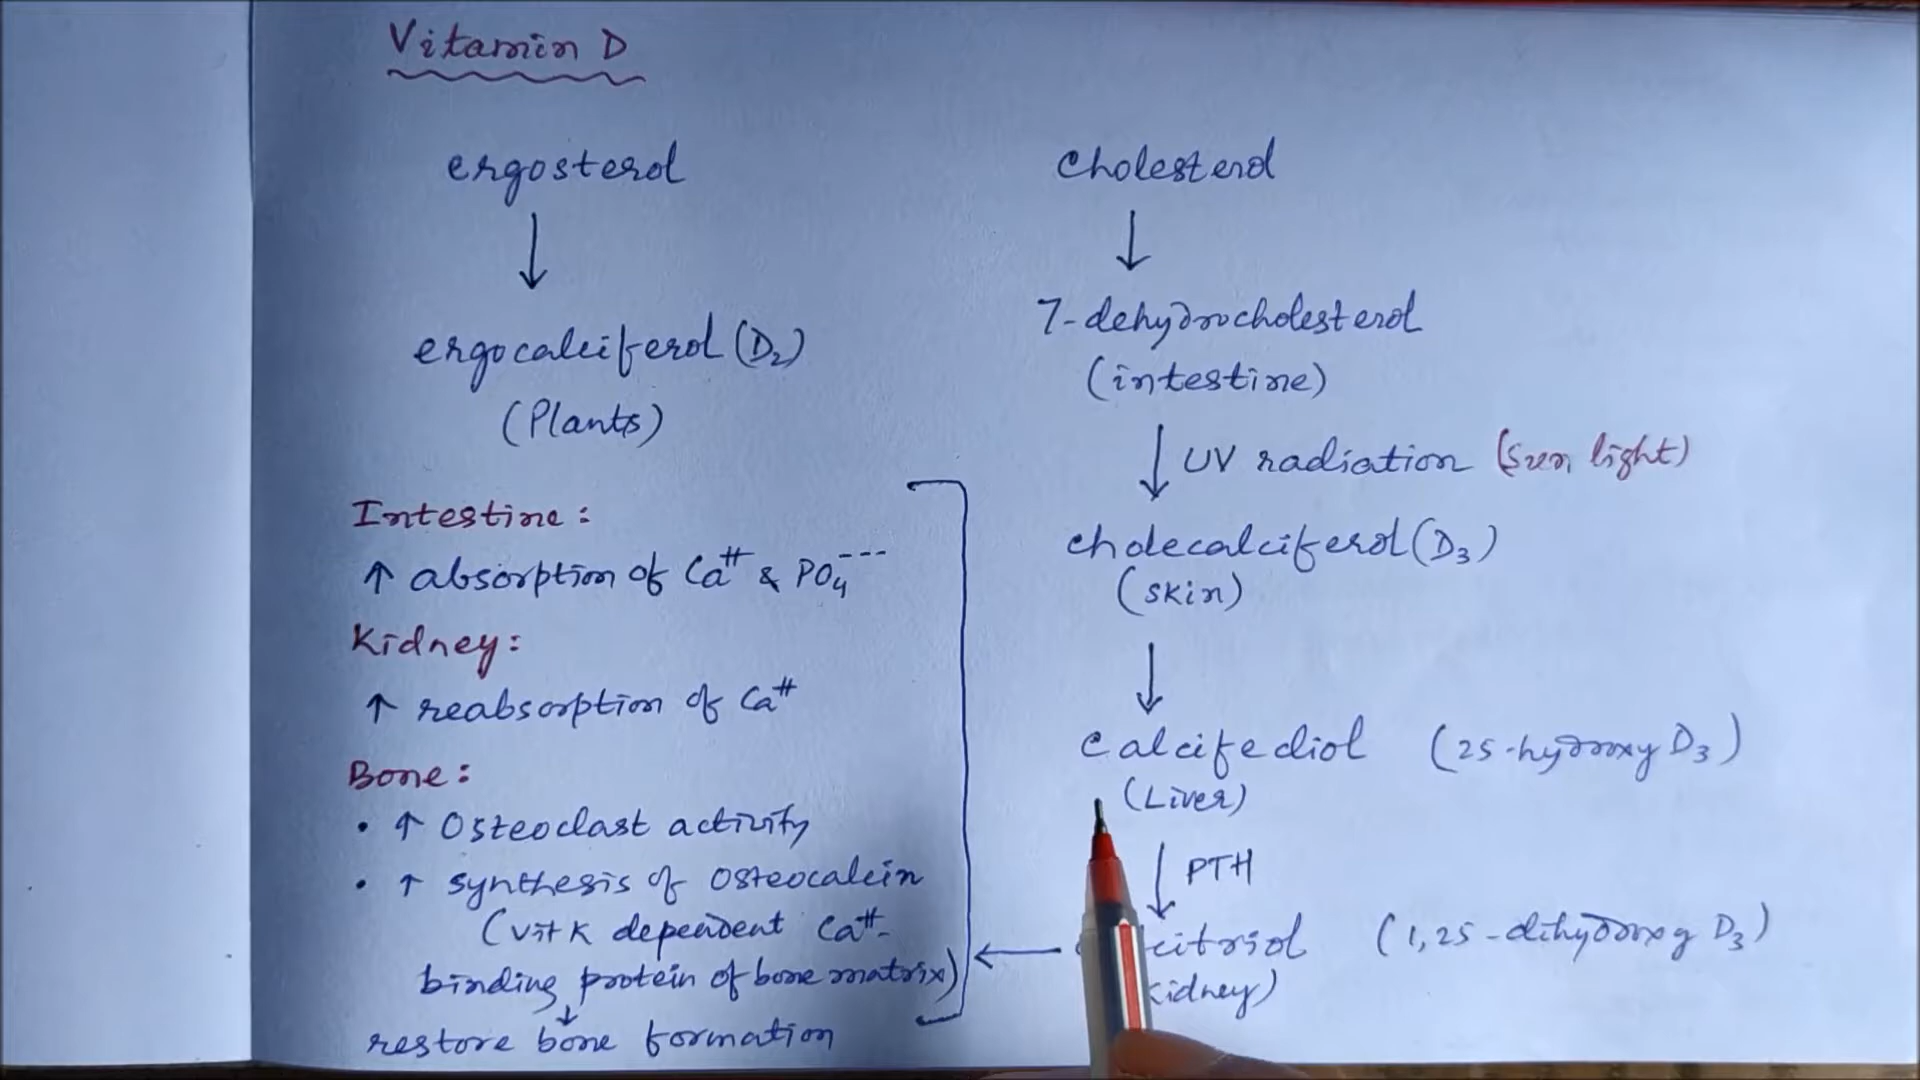 Vitamin D
ergosterol
↓
ergocalciferol (D₂)
(Plants)
Intestine:
↑ absorption of Ca⁺⁺ & PO₄⁻⁻⁻
Kidney:
↑ reabsorption of Ca⁺⁺
Bone:
• ↑ Osteoclast activity
• ↑ synthesis of Osteocalcin
(vit K dependent Ca⁺⁺-
binding protein of bone matrix)
↓
restore bone formation
Cholesterol
↓
7-dehydrocholesterol
(intestine)
↓ UV radiation (Sun light)
cholecalciferol (D₃)
(skin)
↓
Calcifediol (25-hydroxy D₃)
(Liver)
↓ PTH
← citriol (1,25-dihydroxy D₃)
kidney)